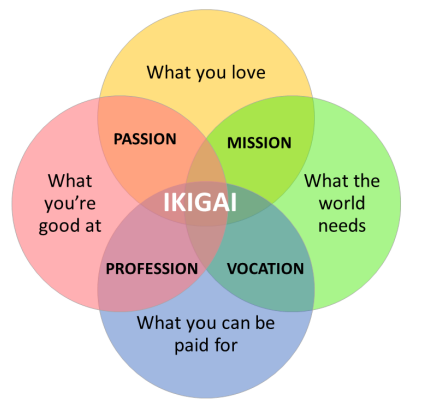 What you love
PASSION
MISSION
What
you're
good at
IKIGAI
What the
world
needs
PROFESSION
VOCATION
What you can be
paid for